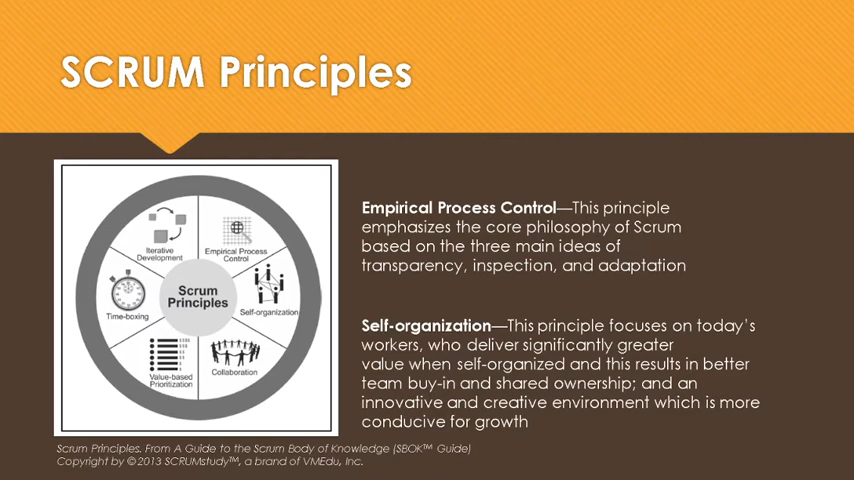 SCRUM Principles
Iterative
Development
Empirical Process
Control
Time-boxing
Scrum
Principles
Self-organization
Value-based
Prioritization
Collaboration
Empirical Process Control—This principle
emphasizes the core philosophy of Scrum
based on the three main ideas of
transparency, inspection, and adaptation
Self-organization—This principle focuses on today's
workers, who deliver significantly greater
value when self-organized and this results in better
team buy-in and shared ownership; and an
innovative and creative environment which is more
conducive for growth
Scrum Principles. From A Guide to the Scrum Body of Knowledge (SBOK™ Guide)
Copyright by ©2013 SCRUMstudy™, a brand of VMEdu, Inc.